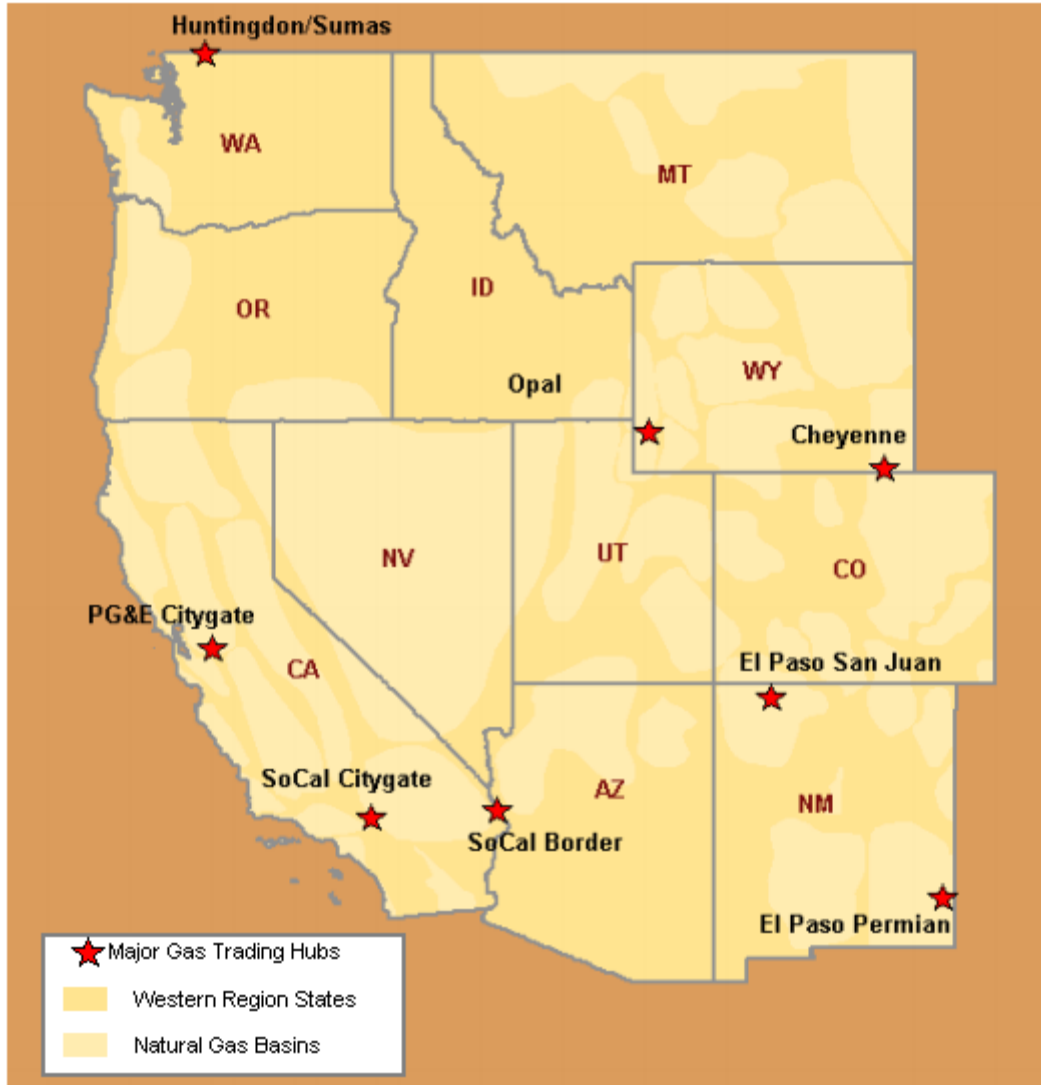 Huntingdon/Sumas
WA
MT
ID
OR
Opal
WY
Cheyenne
NV
UT
CO
PG&E Citygate
CA
El Paso San Juan
SoCal Citygate
AZ
NM
SoCal Border
El Paso Permian
Major Gas Trading Hubs
Western Region States
Natural Gas Basins